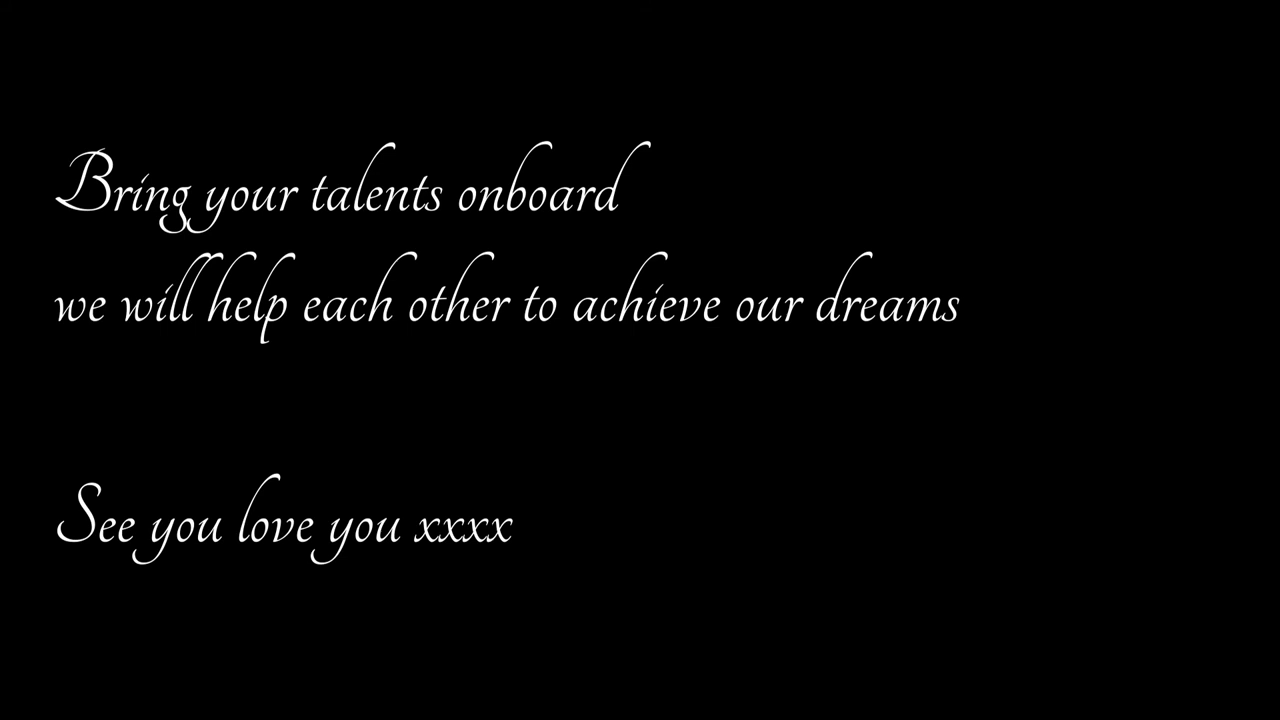 Bring your talents onboard
we will help each other to achieve our dreams
See you love you xxxx